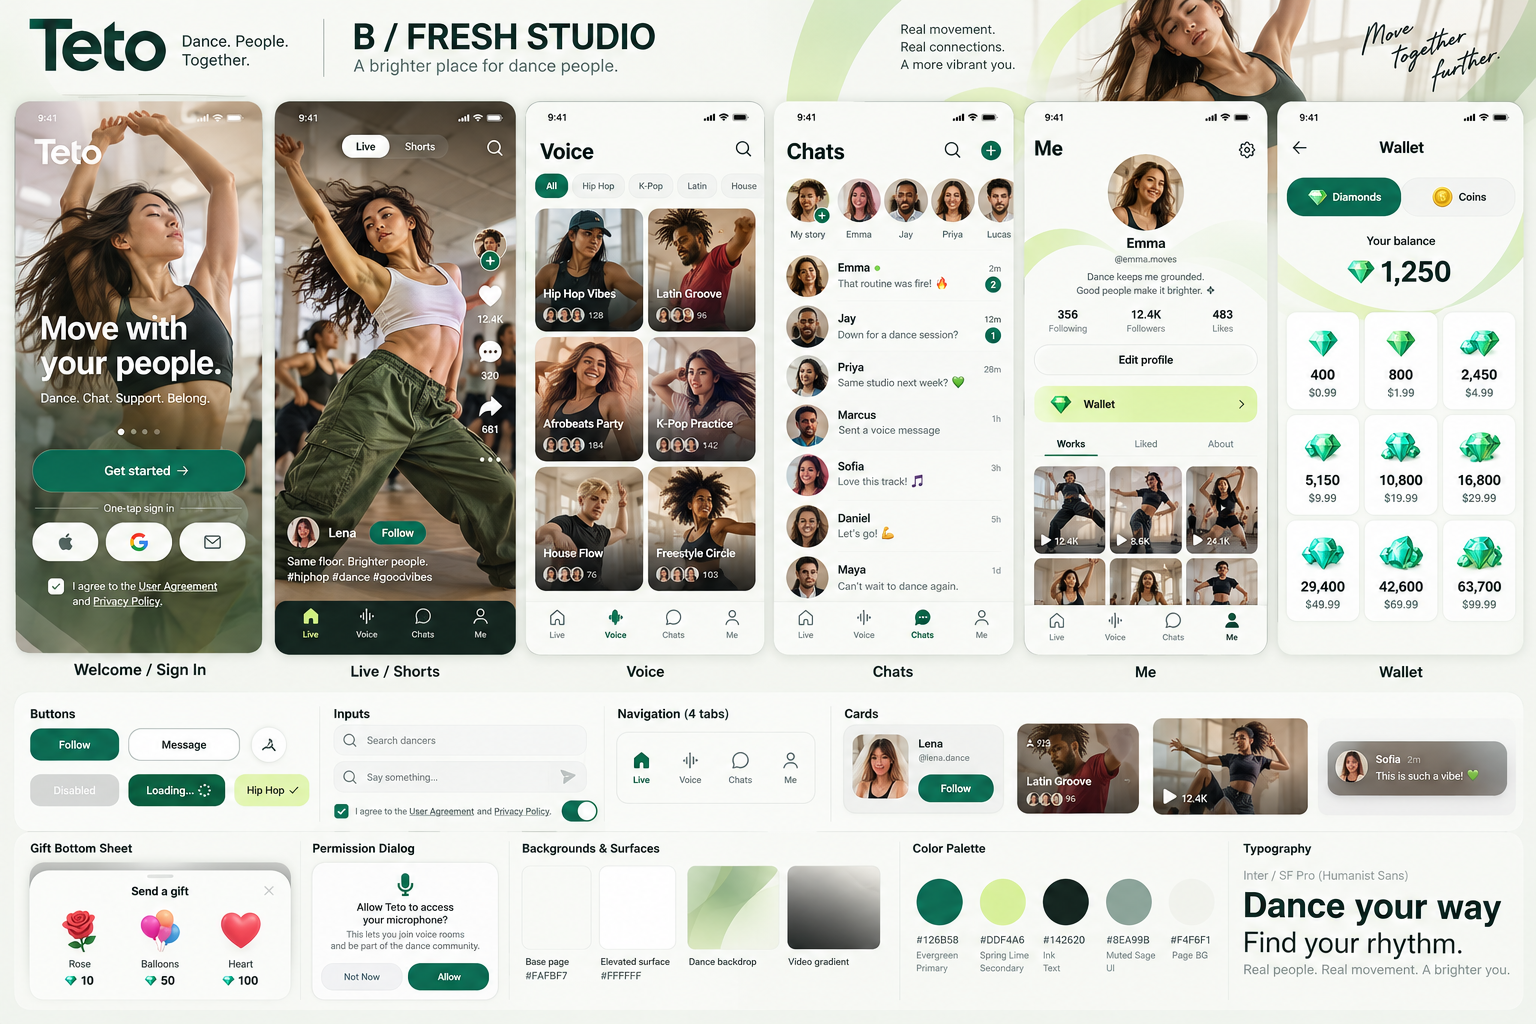 Teto
Dance. People.
Together.
B / FRESH STUDIO
A brighter place for dance people.
Real movement.
Real connections.
A more vibrant you.
Move
together
further.
9:41
Teto
Move with
your people.
Dance. Chat. Support. Belong.
Get started →
One-tap sign in
I agree to the User Agreement
and Privacy Policy.
Welcome / Sign In
9:41
Live
Shorts
12.4K
320
681
Lena
Follow
Same floor. Brighter people.
#hiphop #dance #goodvibes
Live
Voice
Chats
Me
Live / Shorts
9:41
Voice
All
Hip Hop
K-Pop
Latin
House
Hip Hop Vibes
128
Latin Groove
96
Afrobeats Party
184
K-Pop Practice
142
House Flow
76
Freestyle Circle
103
Live
Voice
Chats
Me
Voice
9:41
Chats
My story
Emma
Jay
Priya
Lucas
Emma
2m
That routine was fire! 🔥
2
Jay
12m
Down for a dance session?
1
Priya
28m
Same studio next week? 💚
Marcus
1h
Sent a voice message
Sofia
3h
Love this track! 🎵
Daniel
5h
Let's go! 💪
Maya
1d
Can't wait to dance again.
Live
Voice
Chats
Me
Chats
9:41
Me
Emma
@emma.moves
Dance keeps me grounded.
Good people make it brighter.
356
12.4K
483
Following
Followers
Likes
Edit profile
Wallet
Works
Liked
About
12.4K
8.6K
24.1K
Live
Voice
Chats
Me
Me
9:41
Wallet
Diamonds
Coins
Your balance
1,250
400
$0.99
800
$1.99
2,450
$4.99
5,150
$9.99
10,800
$19.99
16,800
$29.99
29,400
$49.99
42,600
$69.99
63,700
$99.99
Wallet
Buttons
Follow
Message
Disabled
Loading...
Hip Hop ✓
Inputs
Search dancers
Say something...
I agree to the User Agreement and Privacy Policy.
Navigation (4 tabs)
Live
Voice
Chats
Me
Cards
Lena
@lena.dance
Follow
Latin Groove
96
12.4K
Sofia 2m
This is such a vibe! 💚
Gift Bottom Sheet
Send a gift
Rose
10
Balloons
50
Heart
100
Permission Dialog
Allow Teto to access
your microphone?
This lets you join voice rooms
and be part of the dance community.
Not Now
Allow
Backgrounds & Surfaces
Base page
#FAFBF7
Elevated surface
#FFFFFF
Dance backdrop
Video gradient
Color Palette
#126B58
Evergreen
Primary
#DDF4A6
Spring Lime
Secondary
#142620
Ink
Text
#8EA99B
Muted Sage
UI
#F4F6F1
Page BG
Typography
Inter / SF Pro (Humanist Sans)
Dance your way
Find your rhythm.
Real people. Real movement. A brighter you.